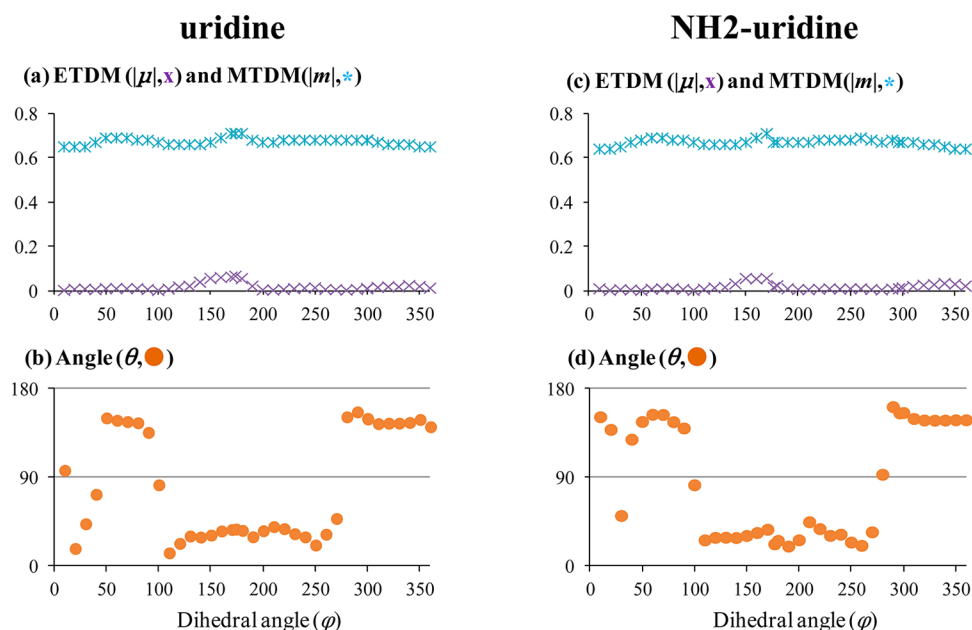 uridine
NH2-uridine
(a) ETDM (|μ|,x) and MTDM(|m|,*)
(c) ETDM (|μ|,x) and MTDM(|m|,*)
0.8
0.6
0.4
0.2
0
0 50 100 150 200 250 300 350
0.8
0.6
0.4
0.2
0
0 50 100 150 200 250 300 350
(b) Angle (θ,●)
(d) Angle (θ,●)
180
90
0
0 50 100 150 200 250 300 350
Dihedral angle (φ)
180
90
0
0 50 100 150 200 250 300 350
Dihedral angle (φ)